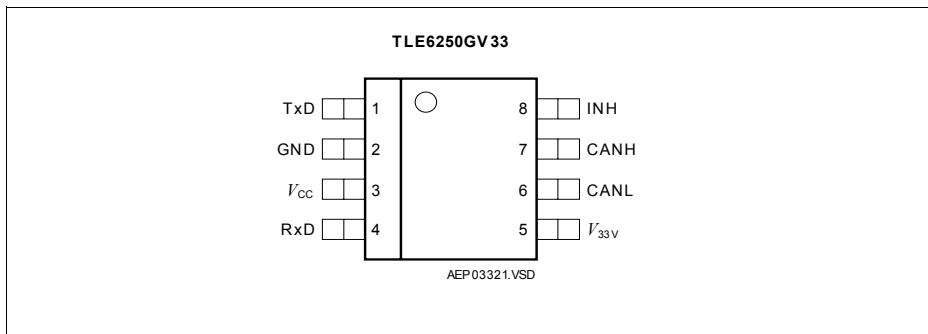 TLE6250GV33
TxD 1 8 INH
GND 2 7 CANH
VCC 3 6 CANL
RxD 4 5 V33V
AEP03321.VSD